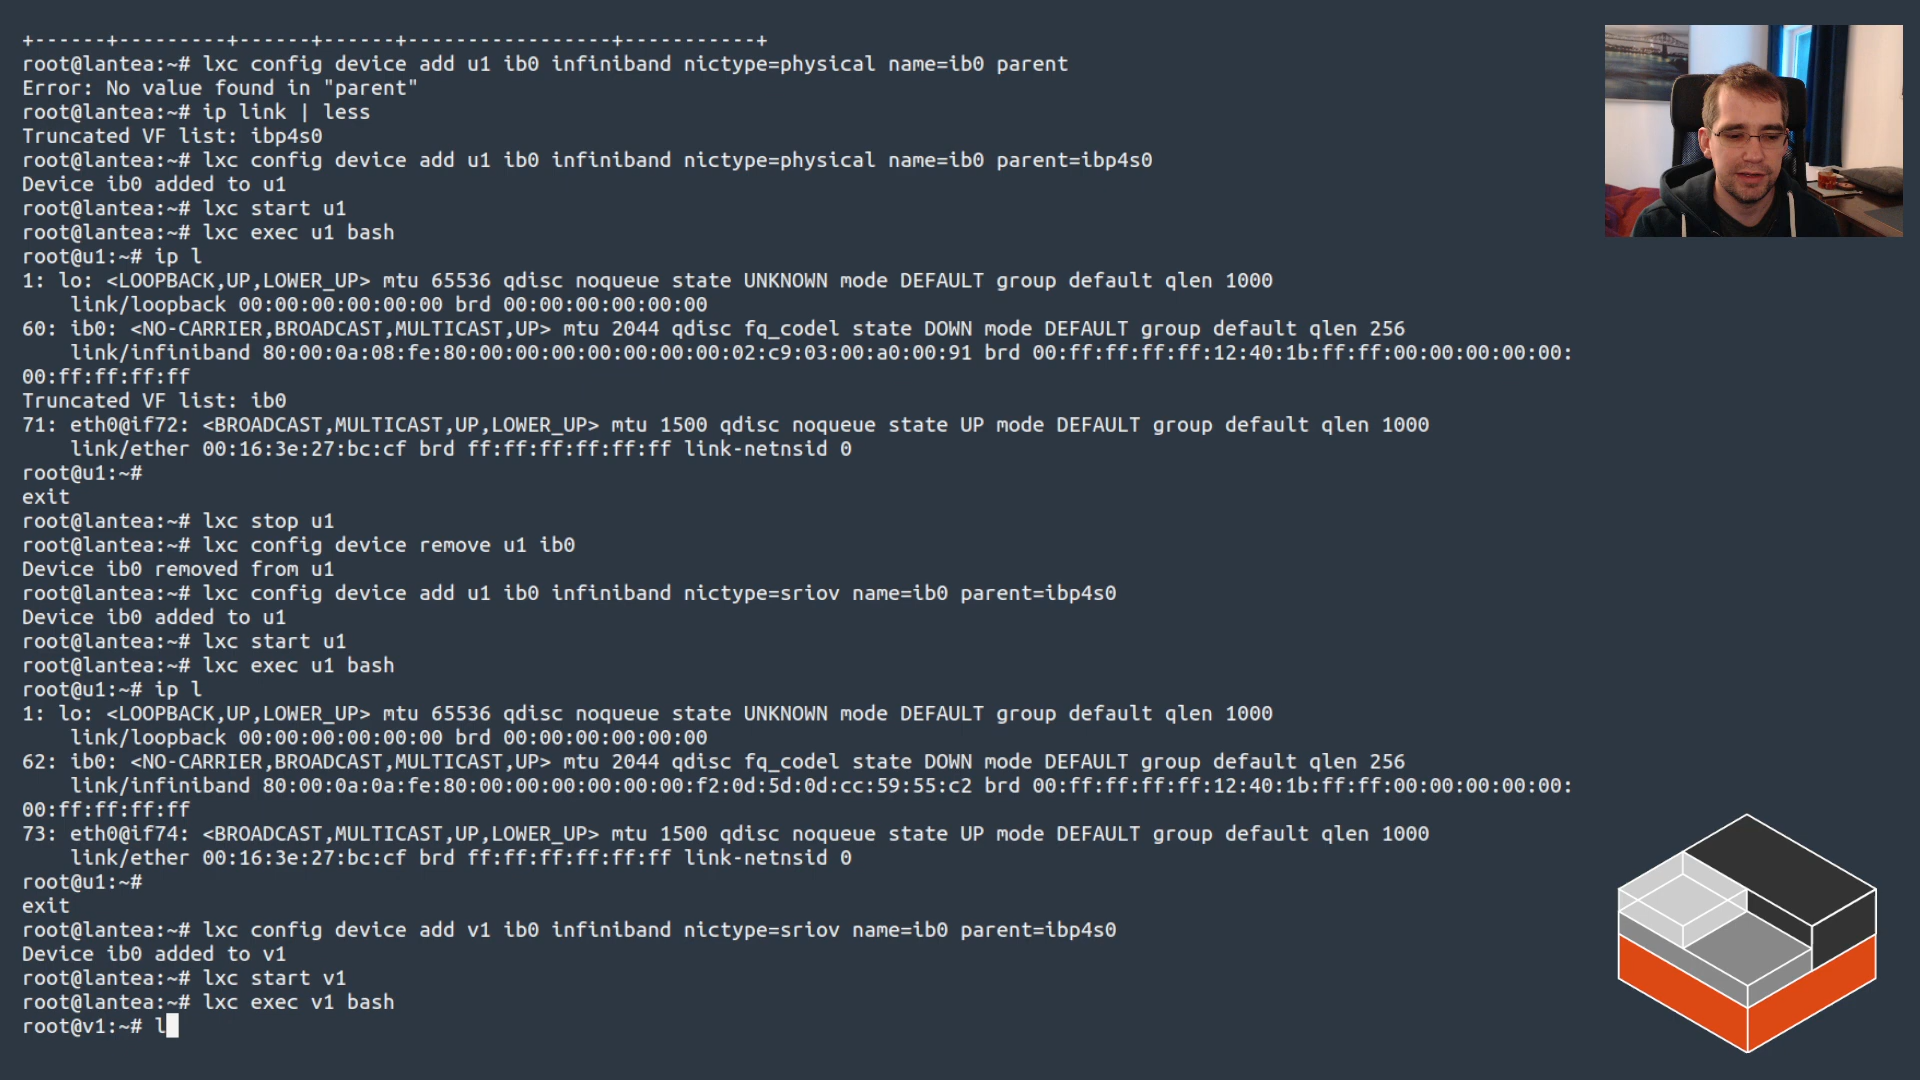 +------+---------+------+------+-----------------+-----------+
root@lantea:~# lxc config device add u1 ib0 infiniband nictype=physical name=ib0 parent
Error: No value found in "parent"
root@lantea:~# ip link | less
Truncated VF list: ibp4s0
root@lantea:~# lxc config device add u1 ib0 infiniband nictype=physical name=ib0 parent=ibp4s0
Device ib0 added to u1
root@lantea:~# lxc start u1
root@lantea:~# lxc exec u1 bash
root@u1:~# ip l
1: lo: <LOOPBACK,UP,LOWER_UP> mtu 65536 qdisc noqueue state UNKNOWN mode DEFAULT group default qlen 1000
    link/loopback 00:00:00:00:00:00 brd 00:00:00:00:00:00
60: ib0: <NO-CARRIER,BROADCAST,MULTICAST,UP> mtu 2044 qdisc fq_codel state DOWN mode DEFAULT group default qlen 256
    link/infiniband 80:00:0a:08:fe:80:00:00:00:00:00:00:00:02:c9:03:00:a0:00:91 brd 00:ff:ff:ff:ff:12:40:1b:ff:ff:00:00:00:00:00:
00:ff:ff:ff:ff
Truncated VF list: ib0
71: eth0@if72: <BROADCAST,MULTICAST,UP,LOWER_UP> mtu 1500 qdisc noqueue state UP mode DEFAULT group default qlen 1000
    link/ether 00:16:3e:27:bc:cf brd ff:ff:ff:ff:ff:ff link-netnsid 0
root@u1:~#
exit
root@lantea:~# lxc stop u1
root@lantea:~# lxc config device remove u1 ib0
Device ib0 removed from u1
root@lantea:~# lxc config device add u1 ib0 infiniband nictype=sriov name=ib0 parent=ibp4s0
Device ib0 added to u1
root@lantea:~# lxc start u1
root@lantea:~# lxc exec u1 bash
root@u1:~# ip l
1: lo: <LOOPBACK,UP,LOWER_UP> mtu 65536 qdisc noqueue state UNKNOWN mode DEFAULT group default qlen 1000
    link/loopback 00:00:00:00:00:00 brd 00:00:00:00:00:00
62: ib0: <NO-CARRIER,BROADCAST,MULTICAST,UP> mtu 2044 qdisc fq_codel state DOWN mode DEFAULT group default qlen 256
    link/infiniband 80:00:0a:0a:fe:80:00:00:00:00:00:00:f2:0d:5d:0d:cc:59:55:c2 brd 00:ff:ff:ff:ff:12:40:1b:ff:ff:00:00:00:00:00:
00:ff:ff:ff:ff
73: eth0@if74: <BROADCAST,MULTICAST,UP,LOWER_UP> mtu 1500 qdisc noqueue state UP mode DEFAULT group default qlen 1000
    link/ether 00:16:3e:27:bc:cf brd ff:ff:ff:ff:ff:ff link-netnsid 0
root@u1:~#
exit
root@lantea:~# lxc config device add v1 ib0 infiniband nictype=sriov name=ib0 parent=ibp4s0
Device ib0 added to v1
root@lantea:~# lxc start v1
root@lantea:~# lxc exec v1 bash
root@v1:~# l